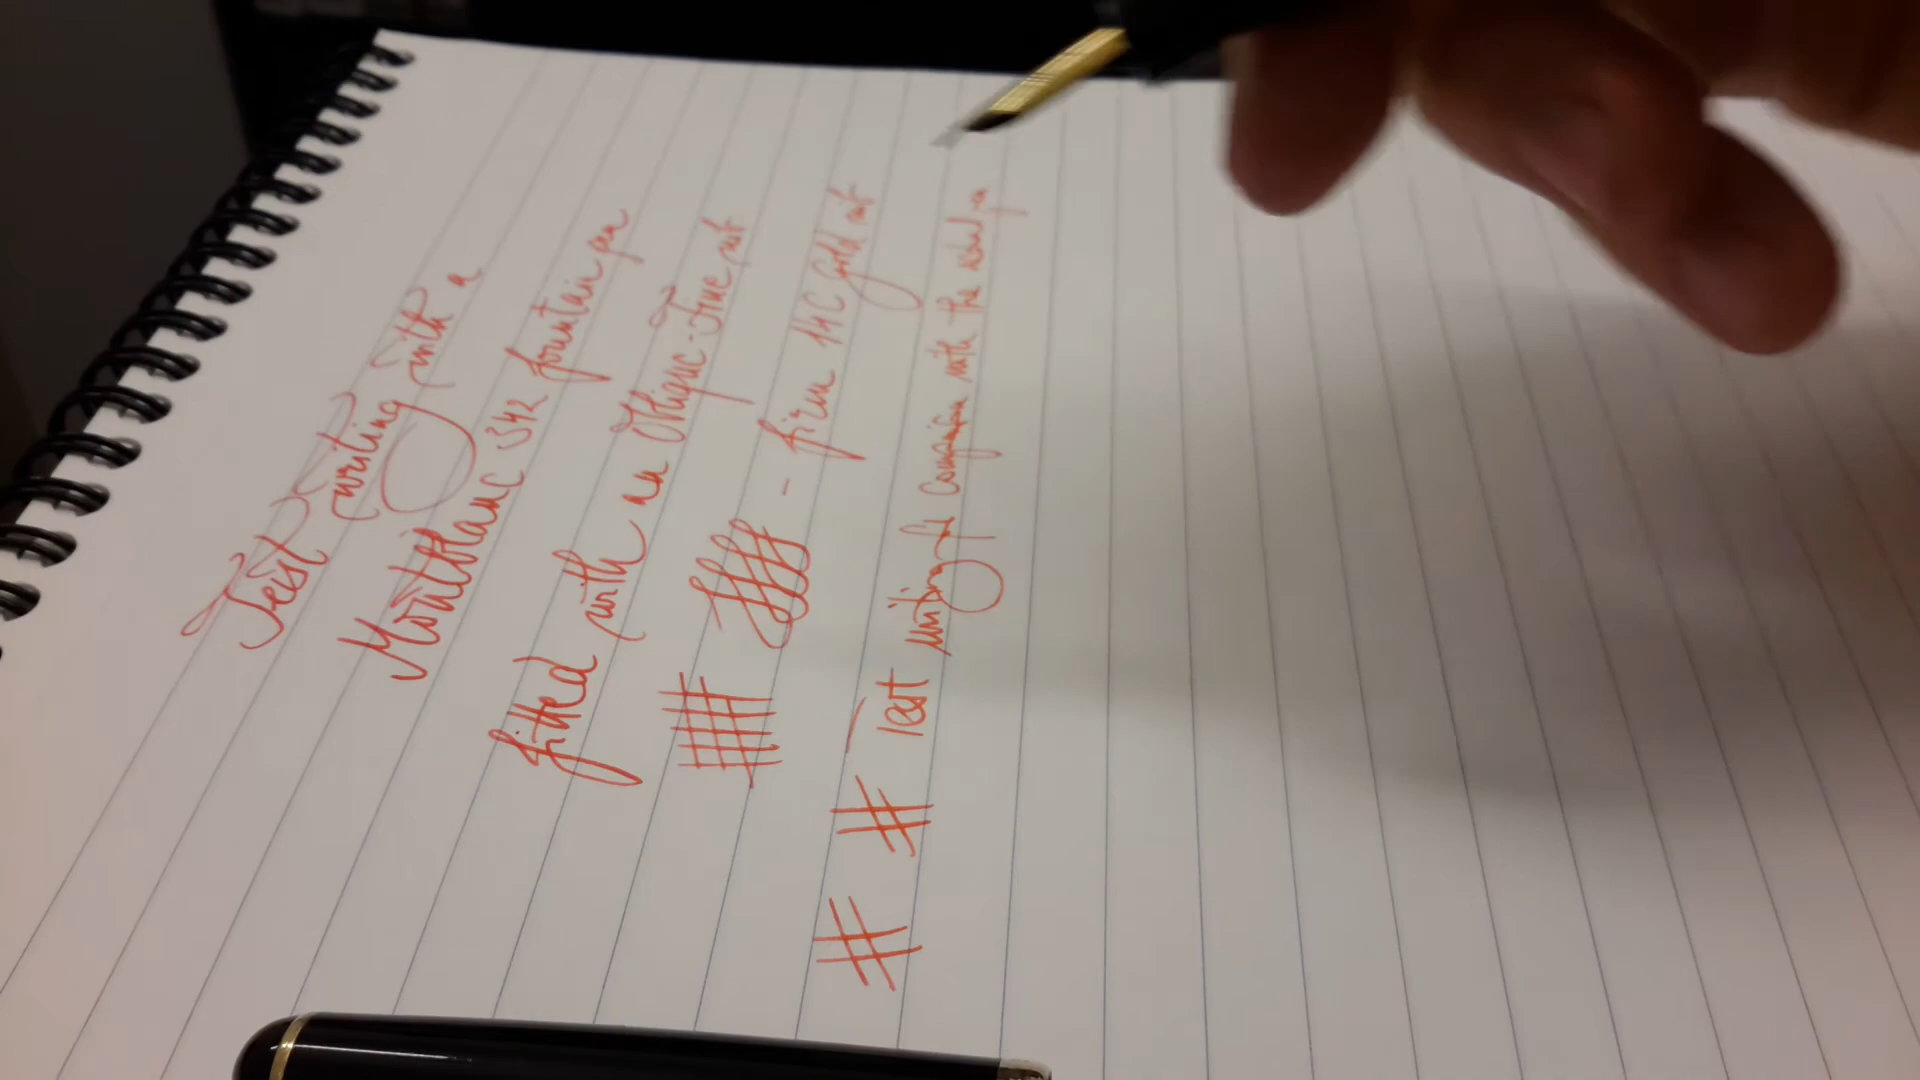 Test writing with a
Montblanc 342 fountain pen
fitted with an Oblique-Fine nib
- firm 14C gold nib
Test writing for comparison with the